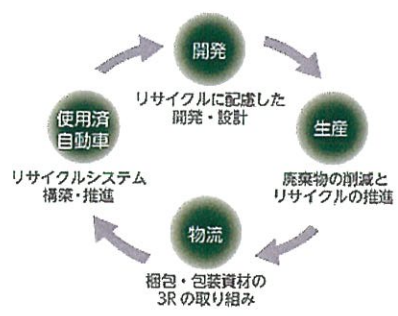 開発
リサイクルに配慮した
開発・設計
生産
廃棄物の削減と
リサイクルの推進
物流
梱包・包装資材の
3Rの取り組み
使用済
自動車
リサイクルシステム
構築・推進